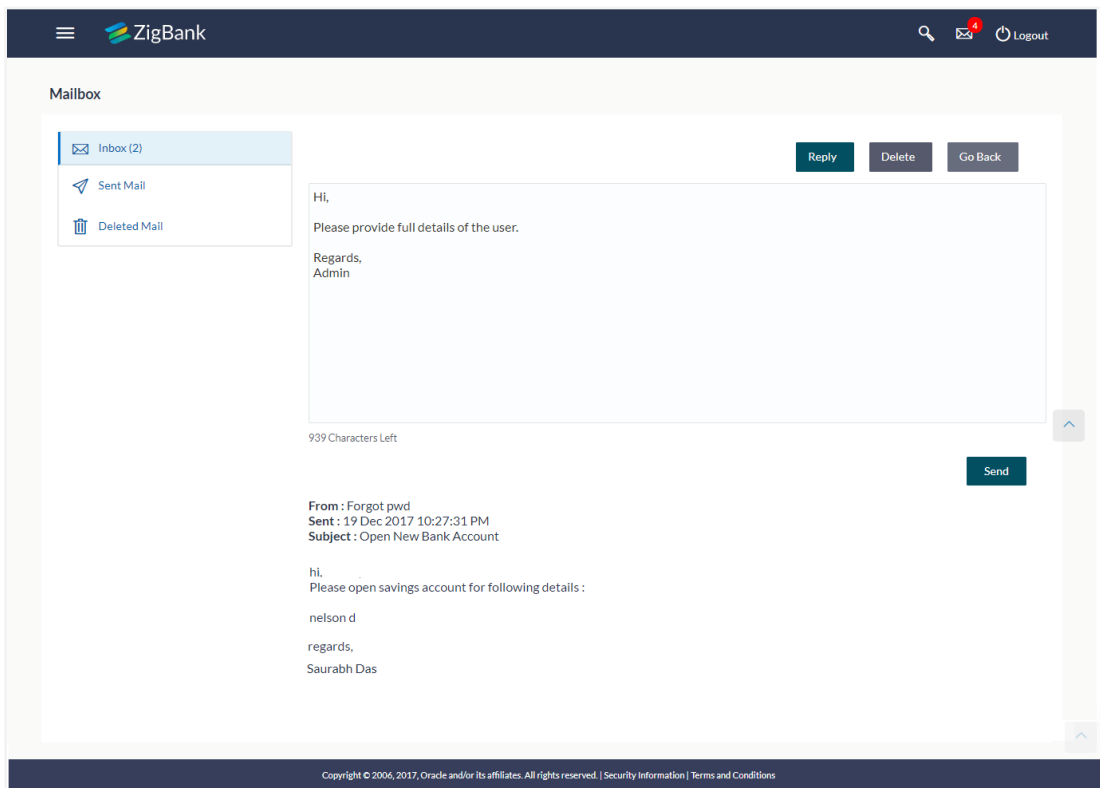 ZigBank
4
Logout
Mailbox
Inbox (2)
Sent Mail
Deleted Mail
Reply
Delete
Go Back
Hi,
Please provide full details of the user.
Regards,
Admin
939 Characters Left
Send
From : Forgot pwd
Sent : 19 Dec 2017 10:27:31 PM
Subject : Open New Bank Account
hi,
Please open savings account for following details :
nelson d
regards,
Saurabh Das
Copyright © 2006, 2017, Oracle and/or its affiliates. All rights reserved. | Security Information | Terms and Conditions